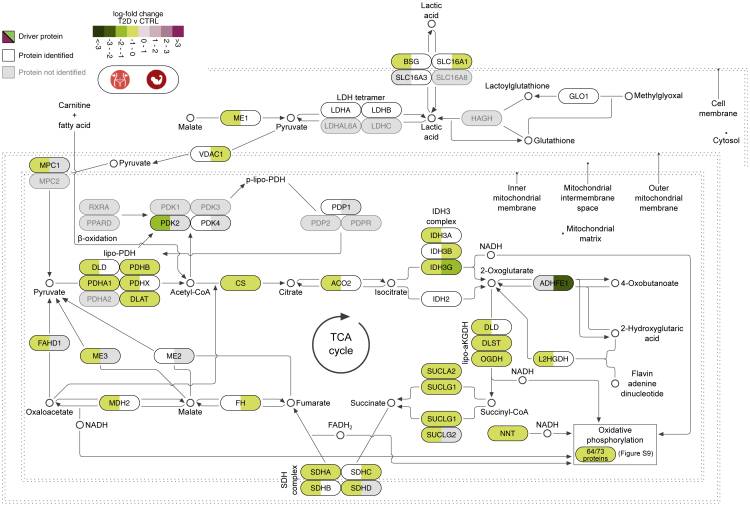 log-fold change
T2D v CTRL
<-3
-3 - -2
-2 - -1
-1 - 0
0 - 1
1 - 2
2 - 3
>3
Driver protein
Protein identified
Protein not identified
Carnitine
+
fatty acid
Lactic
acid
BSG
SLC16A1
SLC16A3
SLC16A8
LDH tetramer
LDHA
LDHB
LDHAL6A
LDHC
Malate
ME1
Pyruvate
Lactic
acid
HAGH
Lactoylglutathione
GLO1
Methylglyoxal
Glutathione
Cell
membrane
Cytosol
VDAC1
Pyruvate
MPC1
MPC2
Inner
mitochondrial
membrane
Mitochondrial
intermembrane
space
Outer
mitochondrial
membrane
Mitochondrial
matrix
p-lipo-PDH
RXRA
PPARD
PDK1
PDK3
PDK2
PDK4
PDP1
PDP2
PDPR
β-oxidation
lipo-PDH
DLD
PDHB
PDHA1
PDHX
PDHA2
DLAT
Pyruvate
Acetyl-CoA
CS
Citrate
ACO2
Isocitrate
IDH3
complex
IDH3A
IDH3B
IDH3G
IDH2
NADH
2-Oxoglutarate
ADHFE1
4-Oxobutanoate
2-Hydroxyglutaric
acid
L2HGDH
Flavin
adenine
dinucleotide
lipo-aKGDH
DLD
DLST
OGDH
NADH
TCA
cycle
FAHD1
ME3
ME2
Oxaloacetate
MDH2
Malate
FH
Fumarate
NADH
SUCLA2
SUCLG1
Succinate
Succinyl-CoA
SUCLG1
SUCLG2
FADH₂
NNT
NADH
Oxidative
phosphorylation
64/73
proteins
(Figure S9)
SDH
complex
SDHA
SDHC
SDHB
SDHD